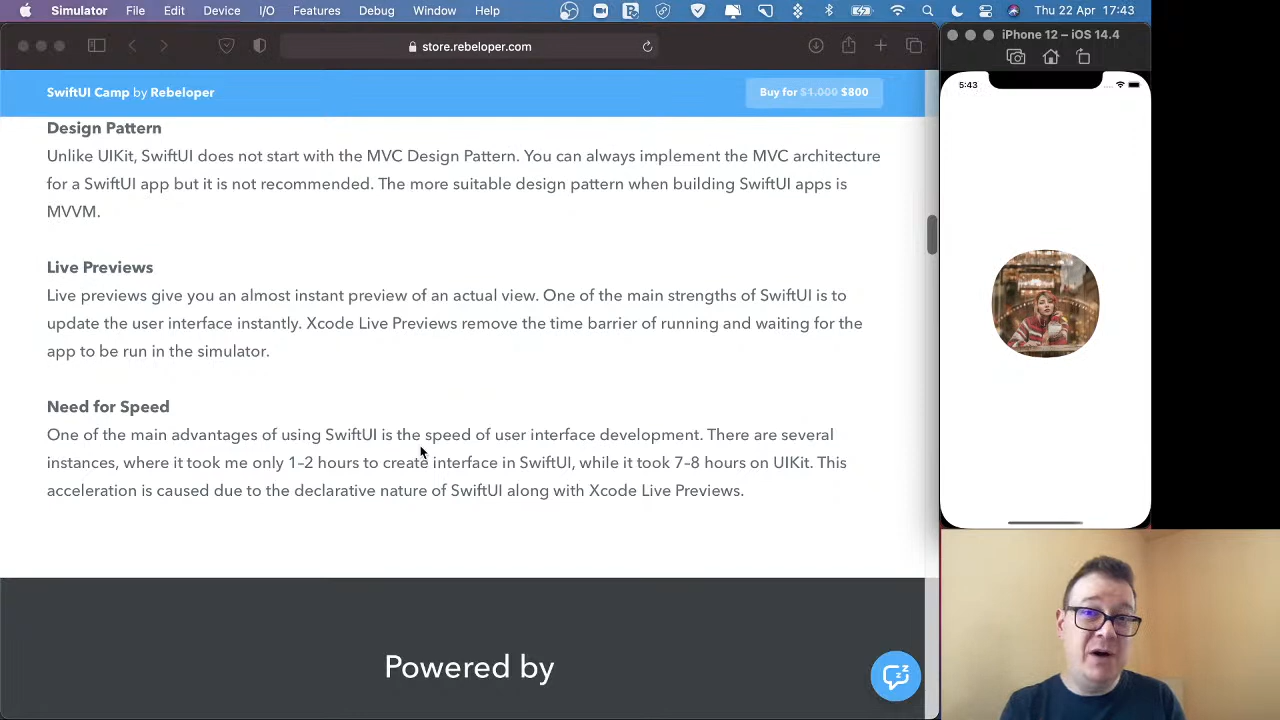 Simulator File Edit Device I/O Features Debug Window Help Thu 22 Apr 17:43
store.rebeloper.com
iPhone 12 – iOS 14.4
5:43
SwiftUI Camp by Rebeloper
Buy for $1.000 $800
Design Pattern
Unlike UIKit, SwiftUI does not start with the MVC Design Pattern. You can always implement the MVC architecture
for a SwiftUI app but it is not recommended. The more suitable design pattern when building SwiftUI apps is
MVVM.
Live Previews
Live previews give you an almost instant preview of an actual view. One of the main strengths of SwiftUI is to
update the user interface instantly. Xcode Live Previews remove the time barrier of running and waiting for the
app to be run in the simulator.
Need for Speed
One of the main advantages of using SwiftUI is the speed of user interface development. There are several
instances, where it took me only 1–2 hours to create interface in SwiftUI, while it took 7–8 hours on UIKit. This
acceleration is caused due to the declarative nature of SwiftUI along with Xcode Live Previews.
Powered by